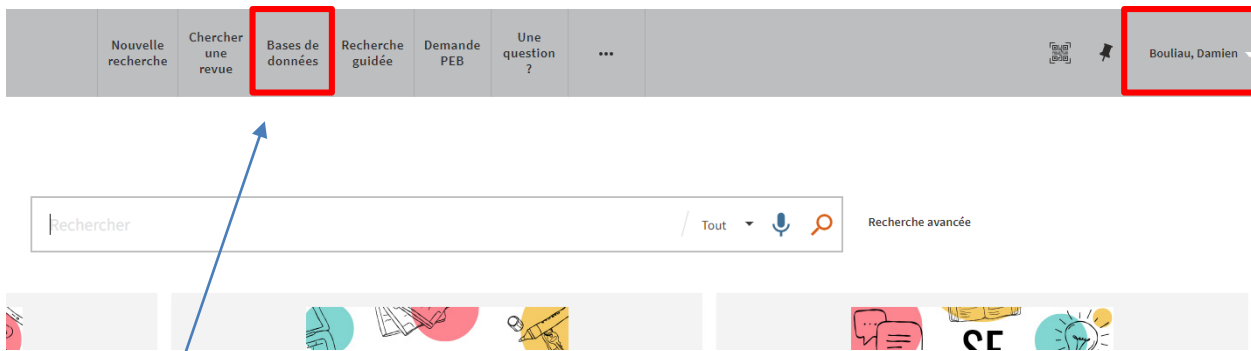 Nouvelle
recherche
Chercher
une
revue
Bases de
données
Recherche
guidée
Demande
PEB
Une
question
?
•••
Bouliau, Damien
Rechercher
Tout
Recherche avancée
SE